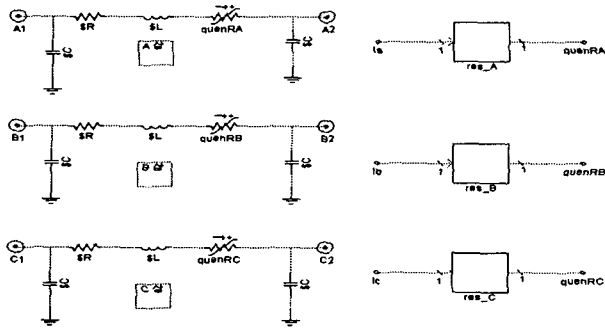 A1 $R $L quenRA A2
$C A $C
Ia 1 res_A 1 quenRA
B1 $R $L quenRB B2
$C B $C
Ib 1 res_B 1 quenRB
C1 $R $L quenRC C2
$C C $C
Ic 1 res_C 1 quenRC